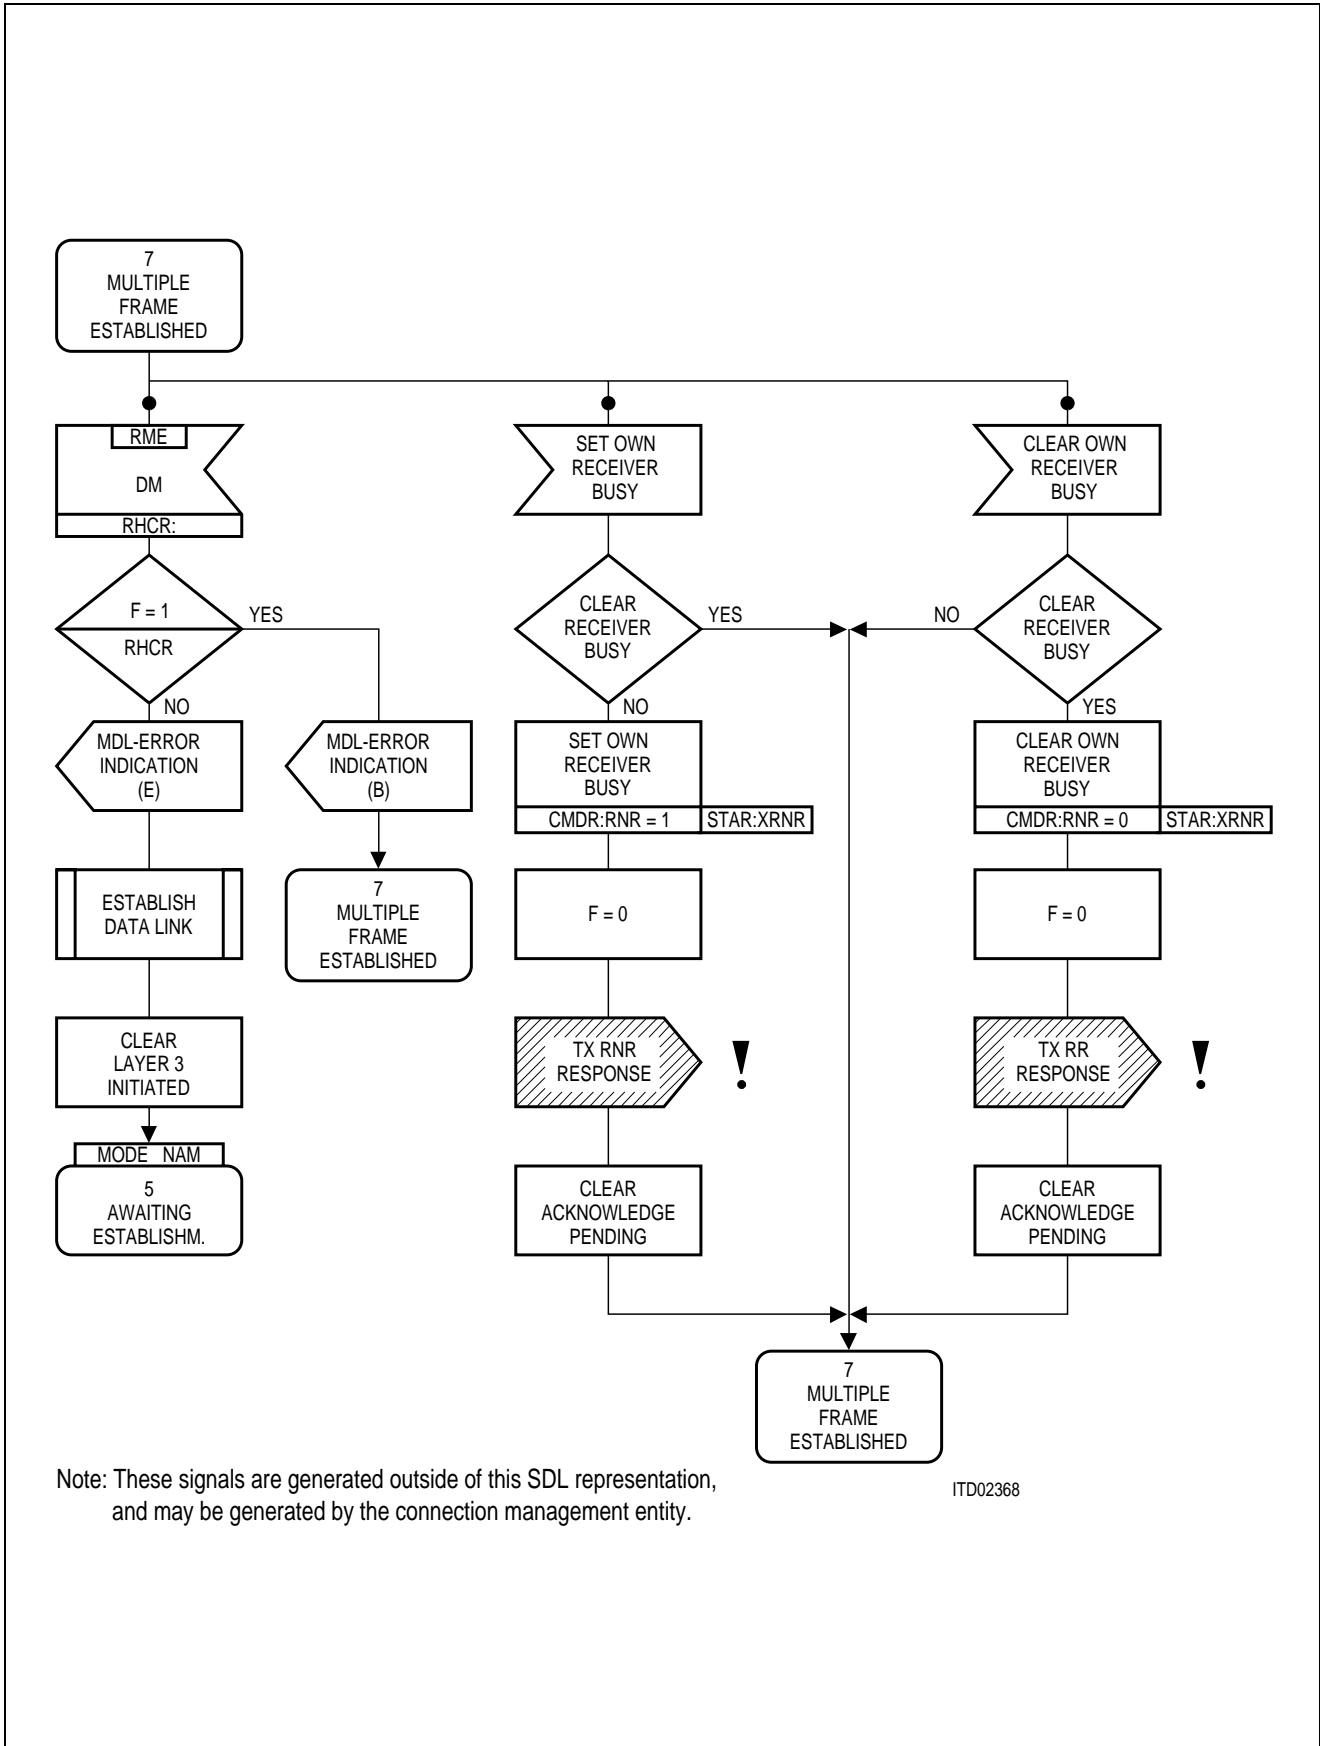 7
MULTIPLE
FRAME
ESTABLISHED
RME
DM
RHCR:
F = 1
RHCR
YES
NO
MDL-ERROR
INDICATION
(E)
MDL-ERROR
INDICATION
(B)
ESTABLISH
DATA LINK
7
MULTIPLE
FRAME
ESTABLISHED
CLEAR
LAYER 3
INITIATED
MODE NAM
5
AWAITING
ESTABLISHM.
SET OWN
RECEIVER
BUSY
CLEAR
RECEIVER
BUSY
YES
NO
SET OWN
RECEIVER
BUSY
CMDR:RNR = 1
STAR:XRNR
F = 0
TX RNR
RESPONSE
!
CLEAR
ACKNOWLEDGE
PENDING
CLEAR OWN
RECEIVER
BUSY
CLEAR
RECEIVER
BUSY
NO
YES
CLEAR OWN
RECEIVER
BUSY
CMDR:RNR = 0
STAR:XRNR
F = 0
TX RR
RESPONSE
!
CLEAR
ACKNOWLEDGE
PENDING
7
MULTIPLE
FRAME
ESTABLISHED
Note: These signals are generated outside of this SDL representation,
and may be generated by the connection management entity.
ITD02368